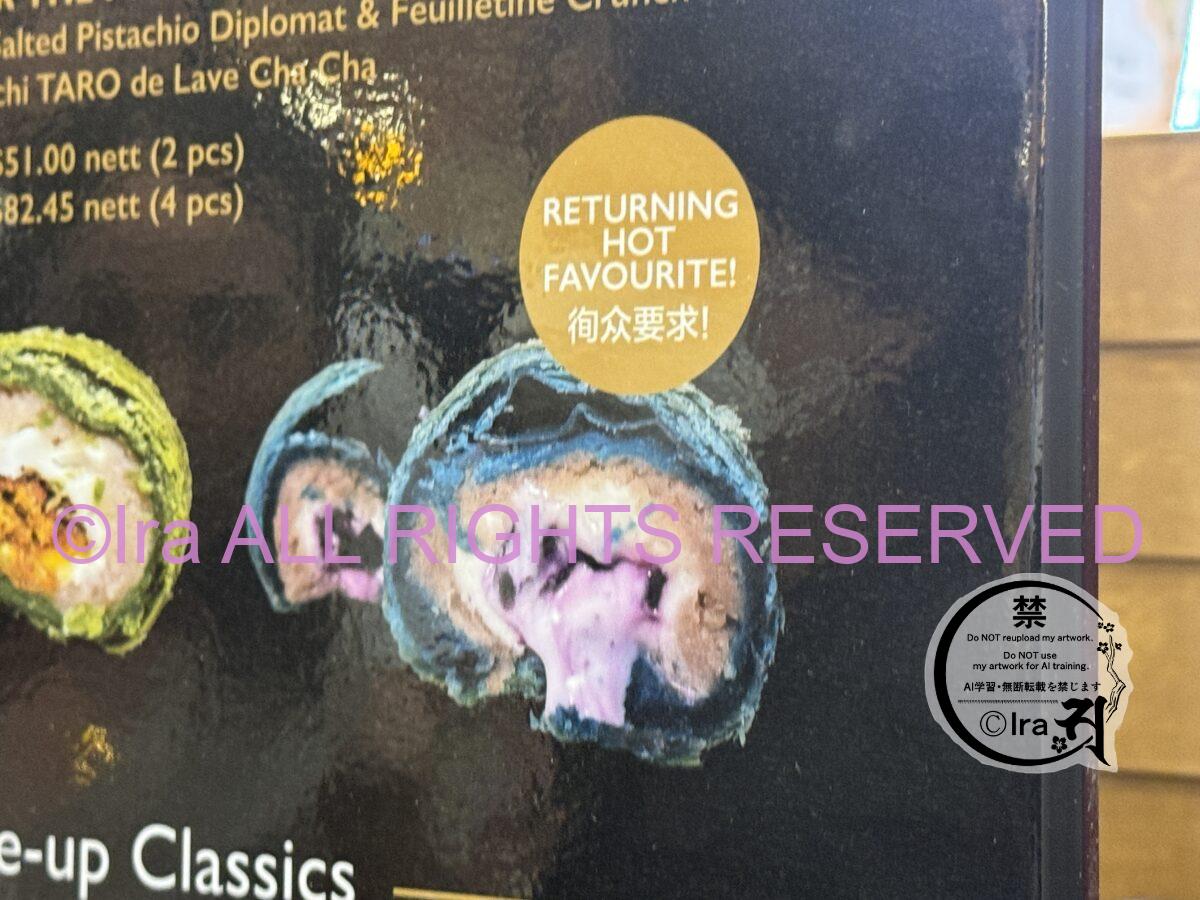 Salted Pistachio Diplomat & Feuilletine Crunch
chi TARO de Lave Cha-Cha
$51.00 nett (2 pcs)
$82.45 nett (4 pcs)
RETURNING
HOT
FAVOURITE!
徇众要求!
©Ira ALL RIGHTS RESERVED
禁
Do NOT reupload my artwork.
Do NOT use
my artwork for AI training.
AI学習・無断転載を禁じます
©Ira
e-up Classics